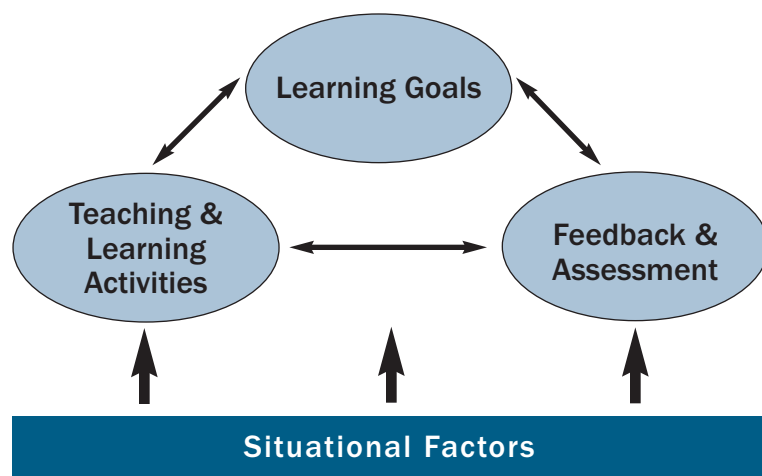 Learning Goals
Teaching &
Learning
Activities
Feedback &
Assessment
Situational Factors